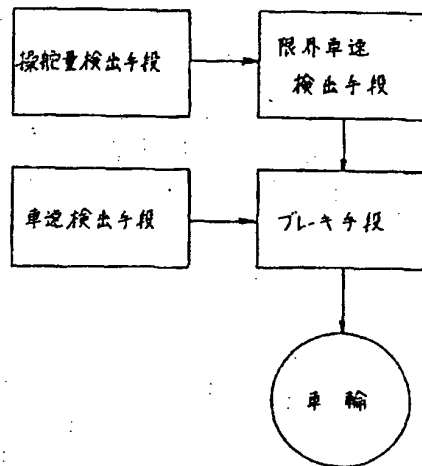 操舵量検出手段
限界車速
検出手段
車速検出手段
ブレーキ手段
車輪